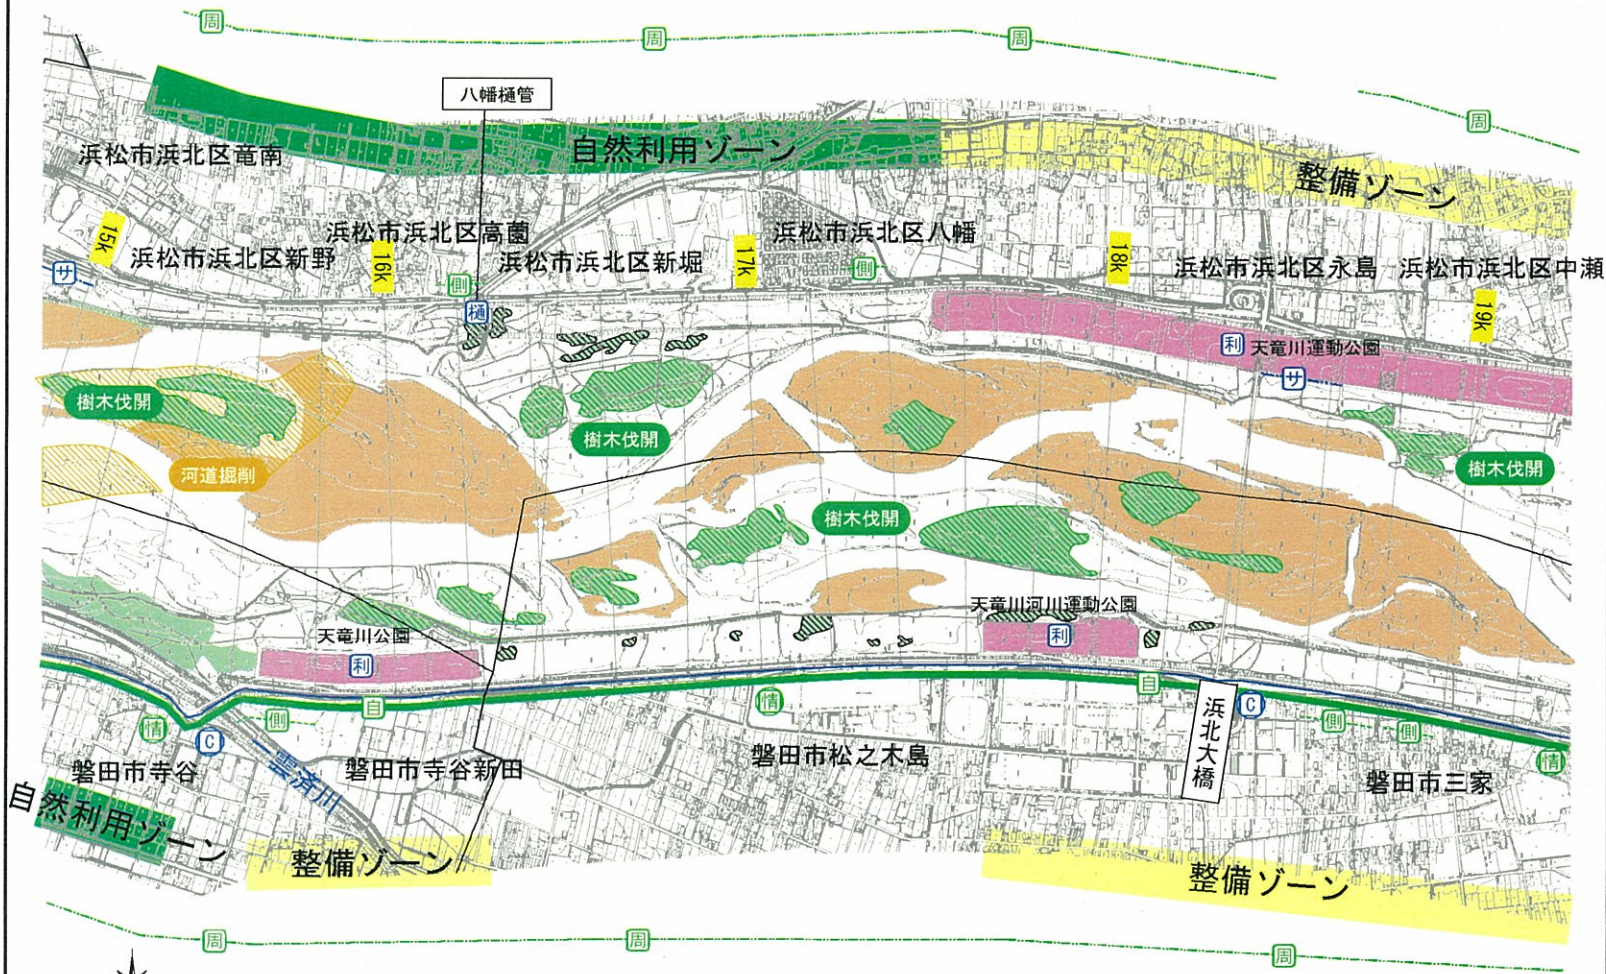 周
周
周
周
八幡樋管
自然利用ゾーン
整備ゾーン
浜松市浜北区竜南
浜松市浜北区高薗
浜松市浜北区八幡
浜松市浜北区新野
浜松市浜北区新堀
浜松市浜北区永島
浜松市浜北区中瀬
15k
16k
17k
18k
19k
サ
側
側
樋
利
天竜川運動公園
サ
樹木伐開
樹木伐開
樹木伐開
河道掘削
樹木伐開
天竜川河川運動公園
天竜川公園
利
利
自
自
情
情
情
C
C
側
側
側
浜北大橋
磐田市寺谷
一雲済川
磐田市寺谷新田
磐田市松之木島
磐田市三家
自然利用ゾーン
整備ゾーン
整備ゾーン
周
周
周